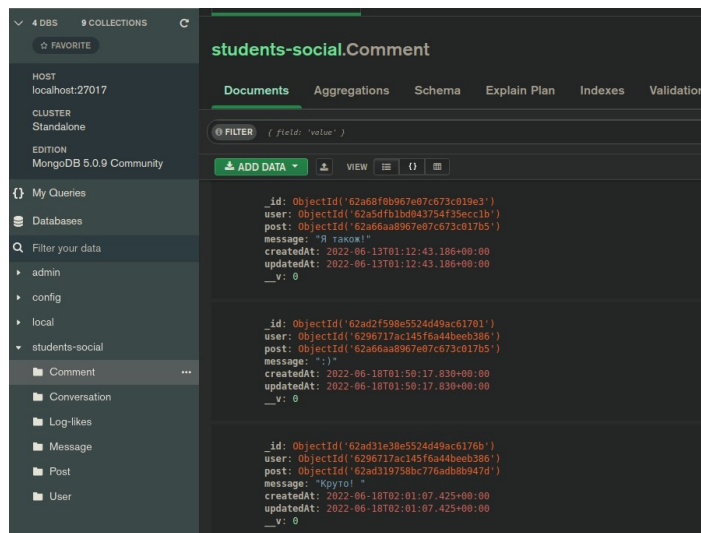 4 DBS 9 COLLECTIONS
FAVORITE
HOST
localhost:27017
CLUSTER
Standalone
EDITION
MongoDB 5.0.9 Community
{} My Queries
Databases
Filter your data
admin
config
local
students-social
Comment
Conversation
Log-likes
Message
Post
User
students-social.Comment
Documents Aggregations Schema Explain Plan Indexes Validation
FILTER { field: 'value' }
ADD DATA VIEW {}
_id: ObjectId('62a68f0b967e07c673c019e3')
user: ObjectId('62a5dfb1bd043754f35ecc1b')
post: ObjectId('62a66aa8967e07c673c017b5')
message: "Я також!"
createdAt: 2022-06-13T01:12:43.186+00:00
updatedAt: 2022-06-13T01:12:43.186+00:00
__v: 0
_id: ObjectId('62ad2f598e5524d49ac61701')
user: ObjectId('6296717ac145f6a44beeb386')
post: ObjectId('62a66aa8967e07c673c017b5')
message: ":)"
createdAt: 2022-06-18T01:50:17.830+00:00
updatedAt: 2022-06-18T01:50:17.830+00:00
__v: 0
_id: ObjectId('62ad31e38e5524d49ac6176b')
user: ObjectId('6296717ac145f6a44beeb386')
post: ObjectId('62ad319758bc776adb8b947d')
message: "Круто! "
createdAt: 2022-06-18T02:01:07.425+00:00
updatedAt: 2022-06-18T02:01:07.425+00:00
__v: 0